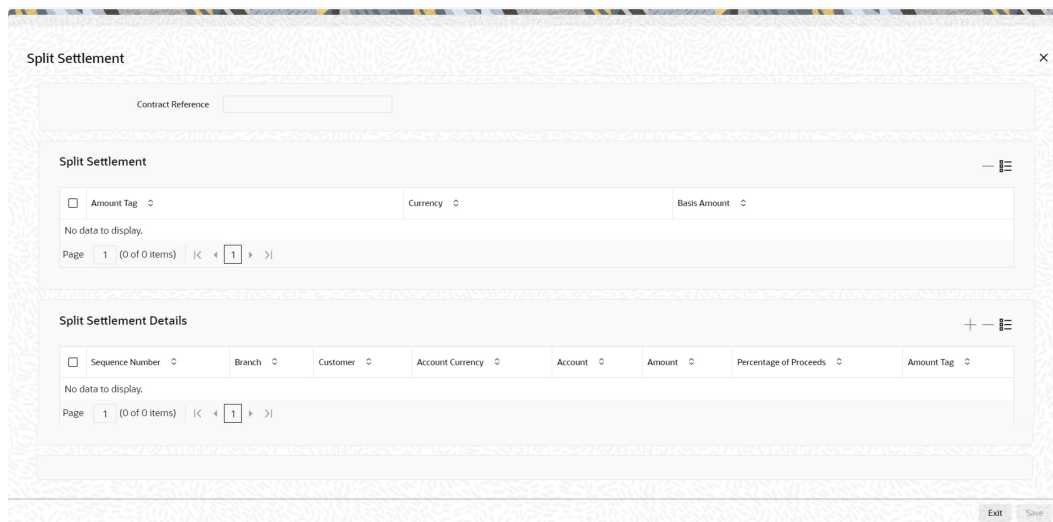 Split Settlement
Contract Reference
Split Settlement
Amount Tag Currency Basis Amount
No data to display.
Page 1 (0 of 0 items) 1
Split Settlement Details
Sequence Number Branch Customer Account Currency Account Amount Percentage of Proceeds Amount Tag
No data to display.
Page 1 (0 of 0 items) 1
Exit Save